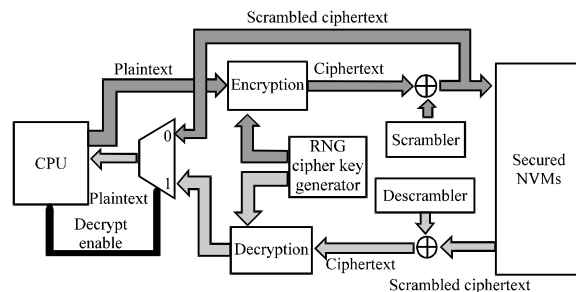 Scrambled ciphertext
Plaintext
Encryption
Ciphertext
Scrambler
CPU
0
1
RNG
cipher key
generator
Secured
NVMs
Plaintext
Decrypt
enable
Descrambler
Decryption
Ciphertext
Scrambled ciphertext